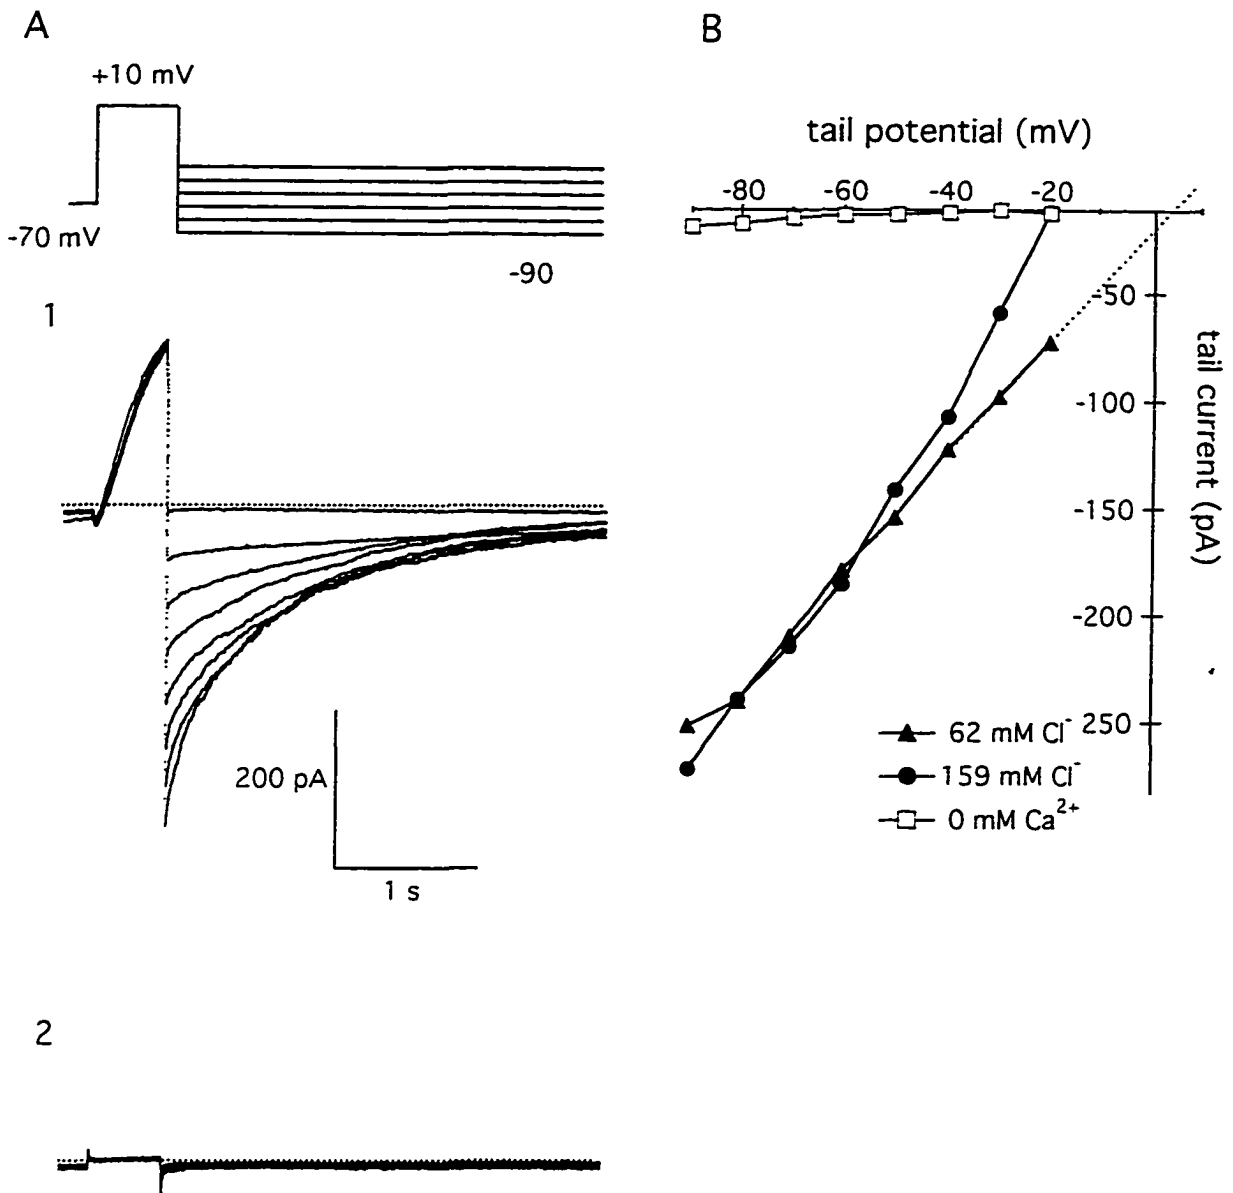 A
+10 mV
-70 mV
-90
1
200 pA
1 s
2
B
tail potential (mV)
-80 -60 -40 -20
-50
-100
-150
-200
250
tail current (pA)
62 mM Cl⁻
159 mM Cl⁻
0 mM Ca²⁺